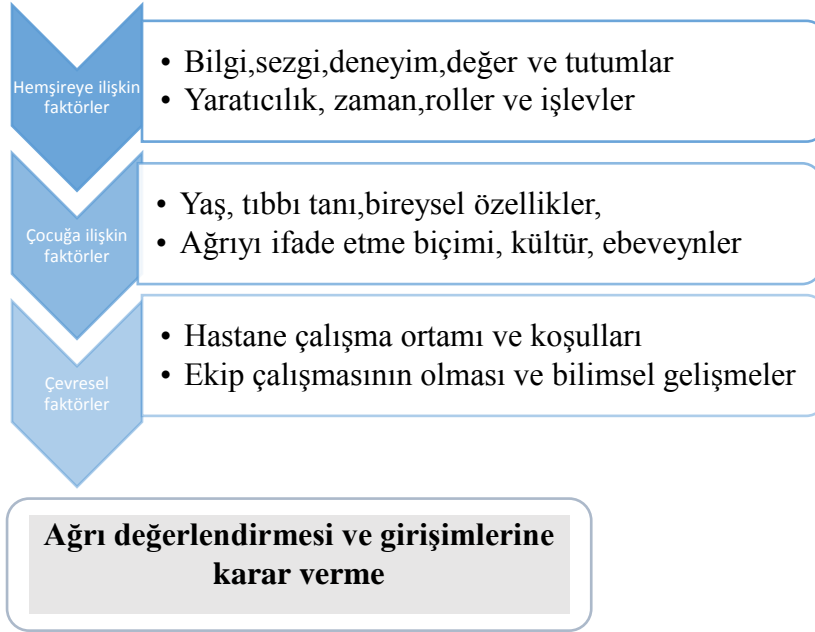 Hemşireye ilişkin
faktörler
• Bilgi,sezgi,deneyim,değer ve tutumlar
• Yaratıcılık, zaman,roller ve işlevler
Çocuğa ilişkin
faktörler
• Yaş, tıbbı tanı,bireysel özellikler,
• Ağrıyı ifade etme biçimi, kültür, ebeveynler
Çevresel
faktörler
• Hastane çalışma ortamı ve koşulları
• Ekip çalışmasının olması ve bilimsel gelişmeler
Ağrı değerlendirmesi ve girişimlerine
karar verme